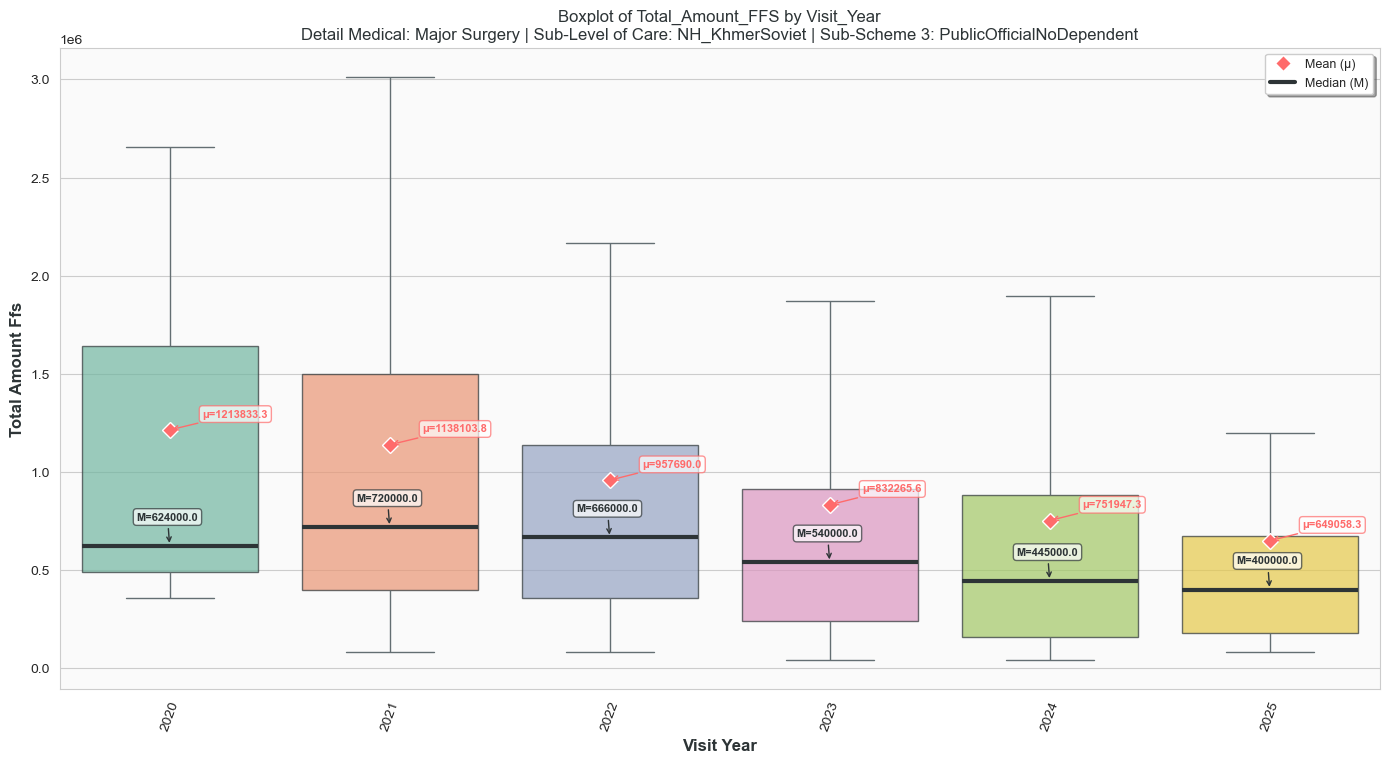 Boxplot of Total_Amount_FFS by Visit_Year
Detail Medical: Major Surgery | Sub-Level of Care: NH_KhmerSoviet | Sub-Scheme 3: PublicOfficialNoDependent
1e6
Mean (μ)
Median (M)
3.0
2.5
2.0
1.5
1.0
0.5
0.0
Total Amount Ffs
μ=1213833.3
M=624000.0
μ=1138103.8
M=720000.0
μ=957690.0
M=666000.0
μ=832265.6
M=540000.0
μ=751947.3
M=445000.0
μ=649058.3
M=400000.0
2020
2021
2022
2023
2024
2025
Visit Year